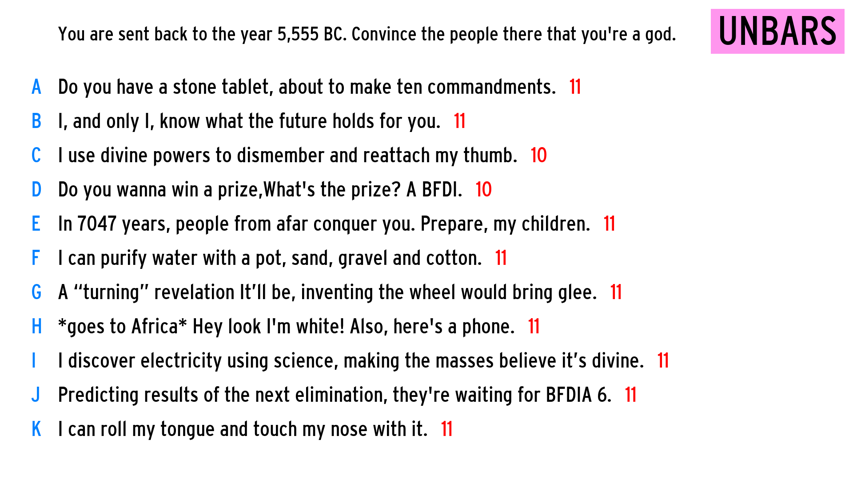 You are sent back to the year 5,555 BC. Convince the people there that you're a god.
UNBARS
A Do you have a stone tablet, about to make ten commandments. 11
B I, and only I, know what the future holds for you. 11
C I use divine powers to dismember and reattach my thumb. 10
D Do you wanna win a prize,What's the prize? A BFDI. 10
E In 7047 years, people from afar conquer you. Prepare, my children. 11
F I can purify water with a pot, sand, gravel and cotton. 11
G A “turning” revelation It’ll be, inventing the wheel would bring glee. 11
H *goes to Africa* Hey look I'm white! Also, here's a phone. 11
I I discover electricity using science, making the masses believe it’s divine. 11
J Predicting results of the next elimination, they're waiting for BFDIA 6. 11
K I can roll my tongue and touch my nose with it. 11